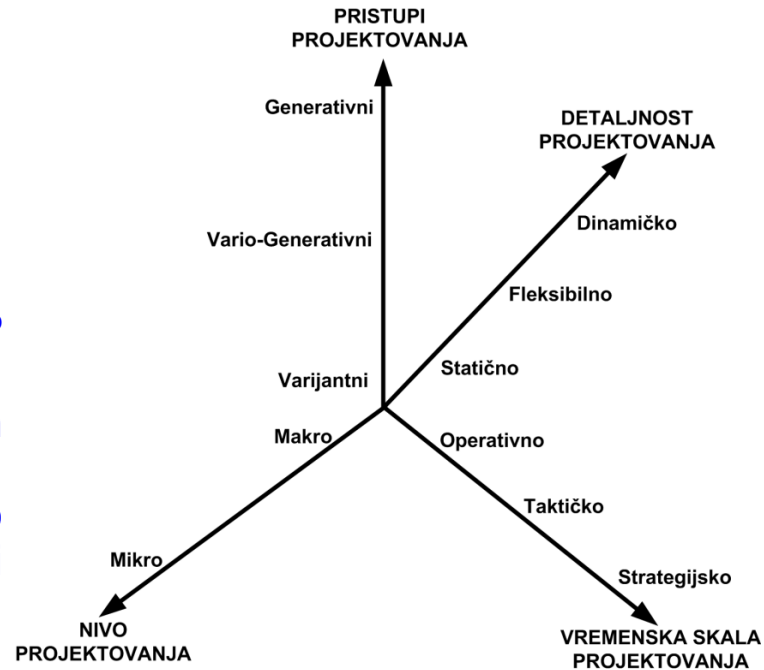 PRISTUPI
PROJEKTOVANJA
Generativni
DETALJNOST
PROJEKTOVANJA
Dinamičko
Vario-Generativni
Fleksibilno
Varijantni
Statično
Makro
Operativno
Taktičko
Mikro
Strategijsko
NIVO
PROJEKTOVANJA
VREMENSKA SKALA
PROJEKTOVANJA